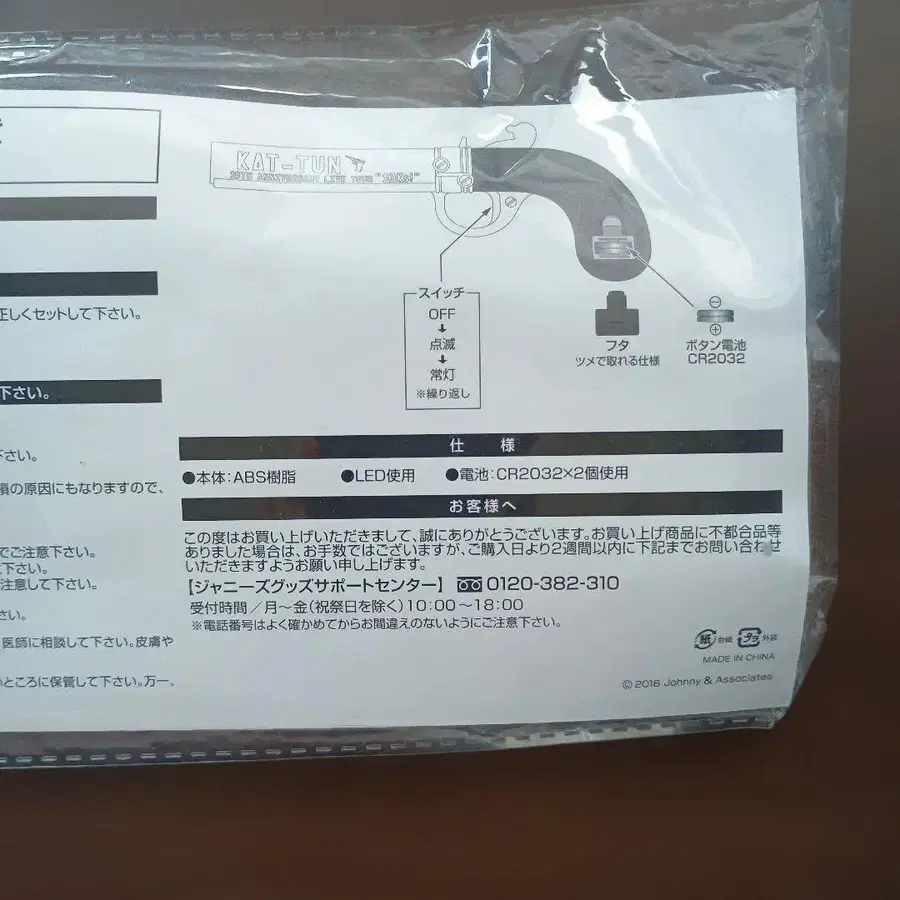 KAT-TUN
10TH ANNIVERSARY LIVE TOUR "10Ks!"
スイッチ
OFF
点滅
常灯
※繰り返し
フタ
ツメで取れる仕様
⊖
⊕
ボタン電池
CR2032
正しくセットして下さい。
下さい。
下さい。
損の原因にもなりますので、
でご注意下さい。
て下さい。
注意して下さい。
さい。
医師に相談して下さい。皮膚や
ところに保管して下さい。万一、
仕 様
●本体:ABS樹脂 ●LED使用 ●電池:CR2032×2個使用
お客様へ
この度はお買い上げいただきまして、誠にありがとうございます。お買い上げ商品に不都合品等
ありました場合は、お手数ではございますが、ご購入日より2週間以内に下記までお問い合わせ
いただきますようお願い申し上げます。
【ジャニーズグッズサポートセンター】 0120-382-310
受付時間/月〜金(祝祭日を除く)10:00〜18:00
※電話番号はよく確かめてからお間違えのないようにご注意下さい。
紙 台紙 プラ 外装
MADE IN CHINA
© 2016 Johnny & Associates